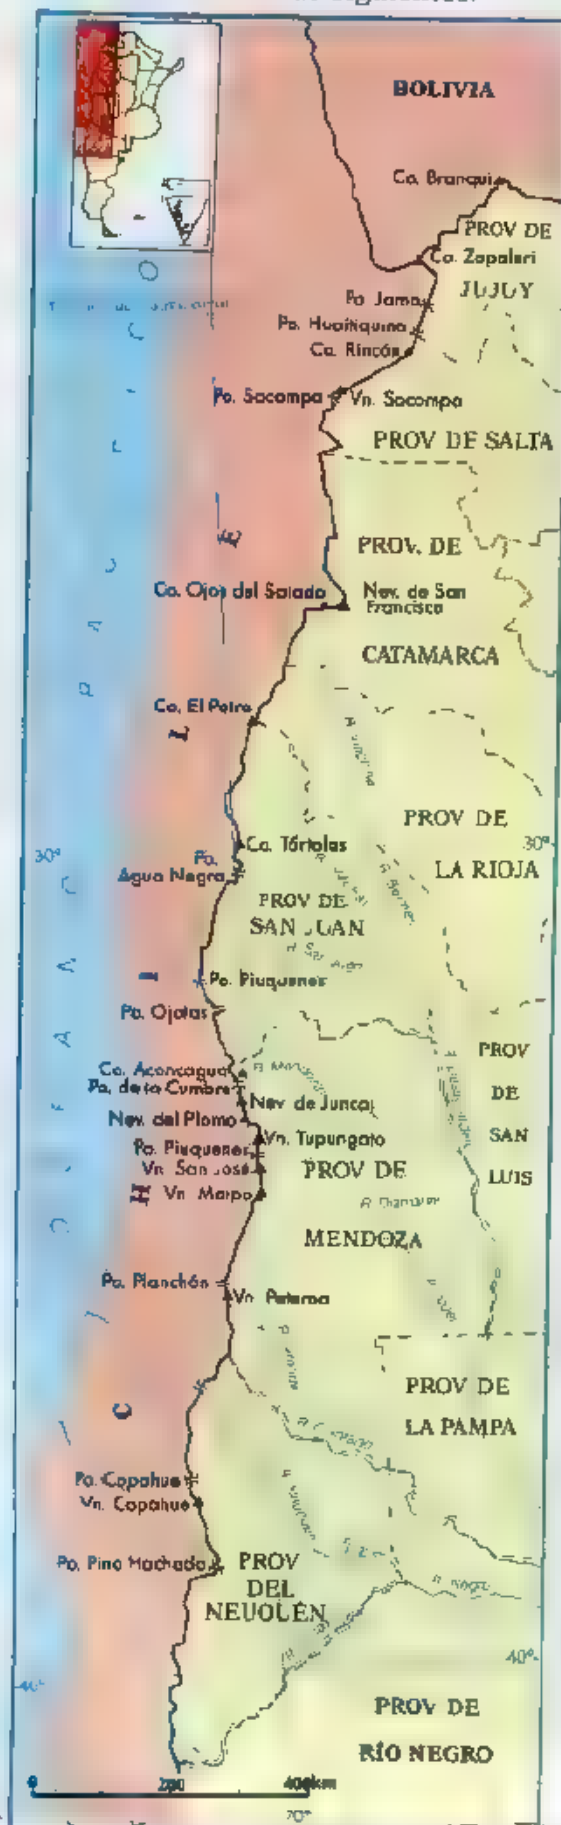 BOLIVIA
Co. Branqui
PROV DE
JUJUY
Co. Zapaleri
Po. Jama
Po. Huaitiquina
Co. Rincón
Po. Socompa
Vn. Socompa
PROV DE SALTA
PROV. DE
CATAMARCA
Co. Ojos del Salado
Nev. de San
Francisco
Co. El Potro
PROV DE
LA RIOJA
30°
30°
Co. Tórtolas
Po.
Agua Negra
PROV DE
SAN JUAN
Po. Piuquenes
Po. Ojotas
Co. Aconcagua
Po. de la Cumbre
Nev de Juncal
Nev. del Plomo
Vn. Tupungato
Po. Piuquenes
Vn. San José
Vn Maipo
PROV DE
MENDOZA
R Diamante
PROV
DE
SAN
LUIS
Po. Planchón
Vn Peteroa
PROV DE
LA PAMPA
Po. Copahue
Vn. Copahue
Po. Pino Hachado
PROV
DEL
NEUQUÉN
R. Negro
40°
PROV DE
RÍO NEGRO
C H I L E
0 200 400km
70°